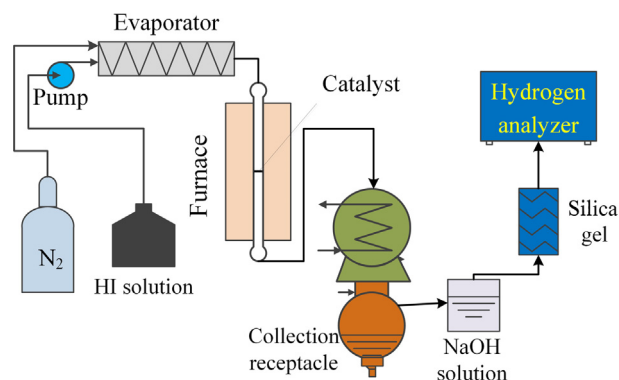 Evaporator
Pump
Catalyst
Furnace
N₂
HI solution
Hydrogen
analyzer
Silica
gel
Collection
receptacle
NaOH
solution